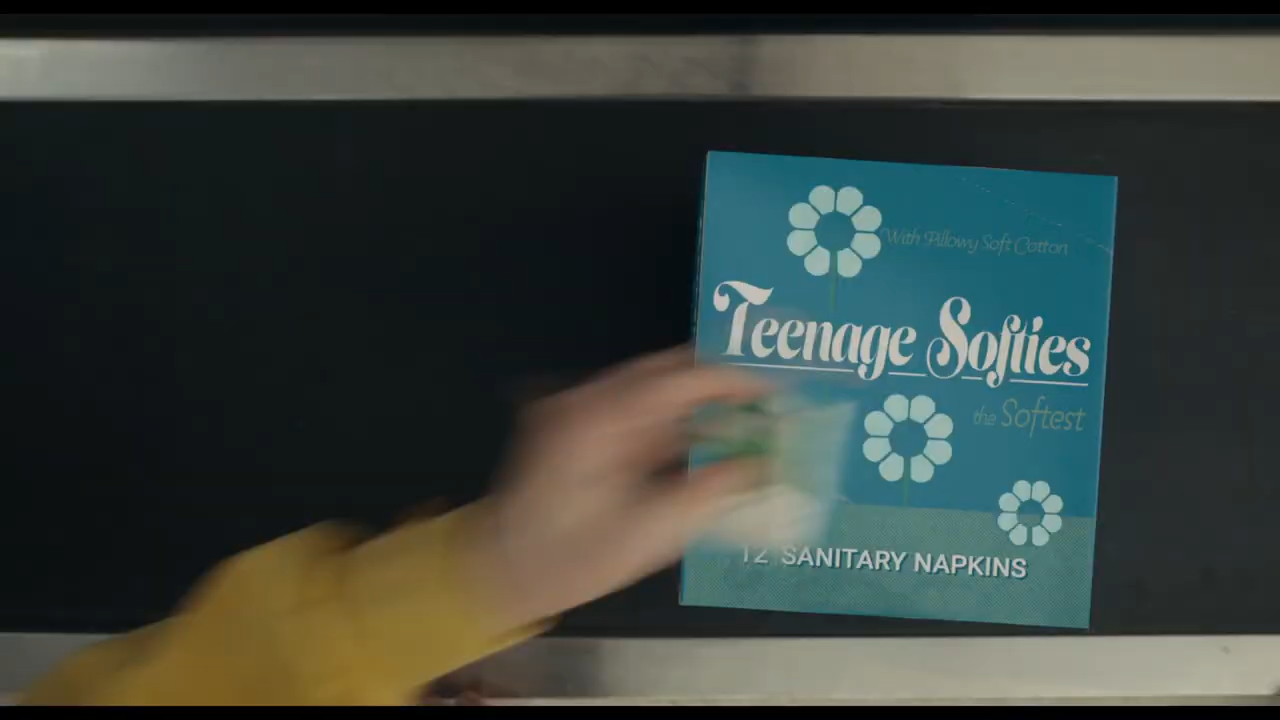 With Pillowy Soft Cotton
Teenage Softies
the Softest
12 SANITARY NAPKINS